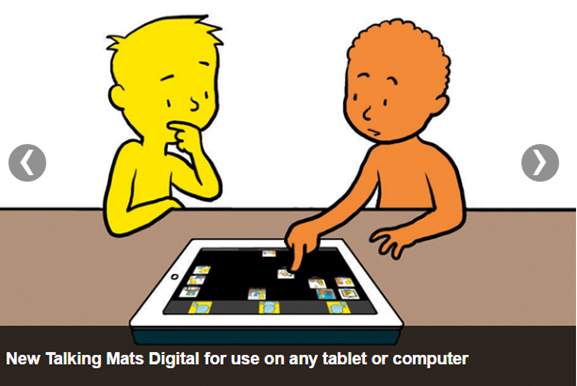 New Talking Mats Digital for use on any tablet or computer